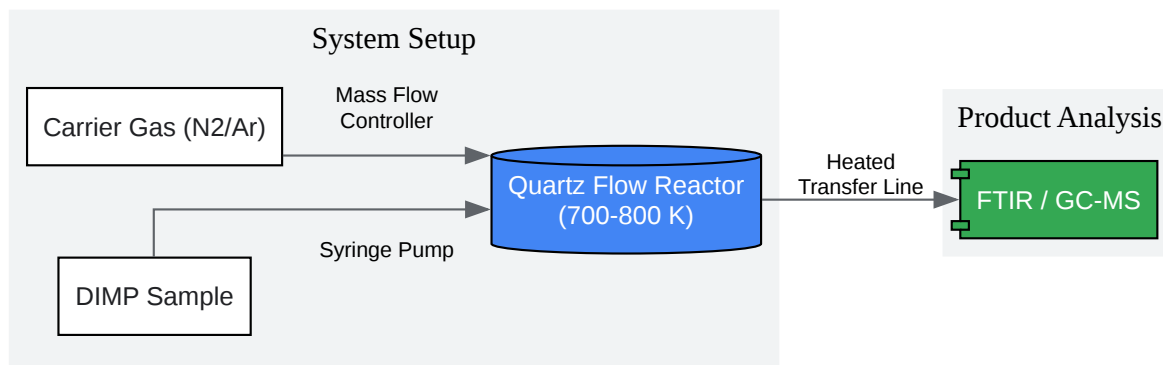 System Setup
Mass Flow
Controller
Carrier Gas (N2/Ar)
Quartz Flow Reactor
(700-800 K)
Syringe Pump
DIMP Sample
Heated
Transfer Line
Product Analysis
FTIR / GC-MS